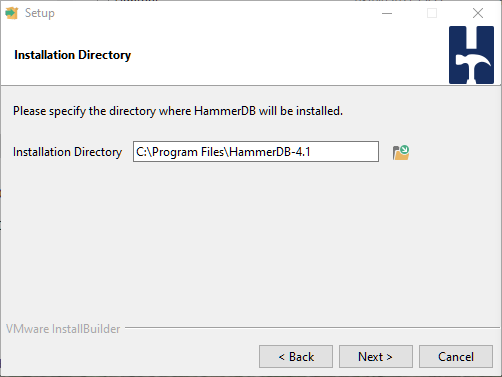 Setup
Installation Directory
Please specify the directory where HammerDB will be installed.
Installation Directory C:\Program Files\HammerDB-4.1
VMware InstallBuilder
< Back Next > Cancel